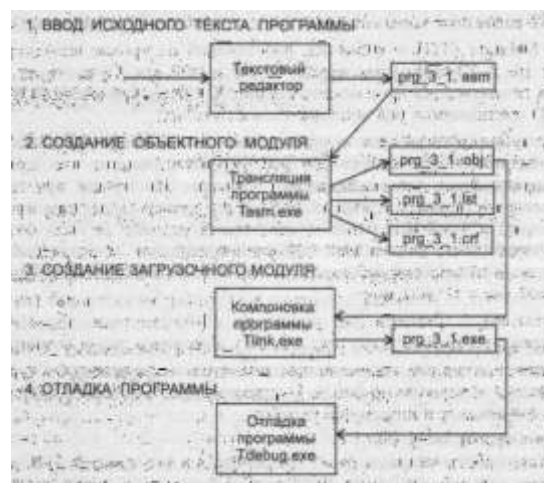 1. ВВОД ИСХОДНОГО ТЕКСТА ПРОГРАММЫ
Текстовый
редактор
prg_3_1. asm
2. СОЗДАНИЕ ОБЪЕКТНОГО МОДУЛЯ
Трансляция
программы
Tasm.exe
prg_3_1.obj
prg_3_1.lst
prg_3_1.crf
3. СОЗДАНИЕ ЗАГРУЗОЧНОГО МОДУЛЯ
Компоновка
программы
Tlink.exe
prg_3_1.exe
4. ОТЛАДКА ПРОГРАММЫ
Отладка
программы
Tdebug.exe